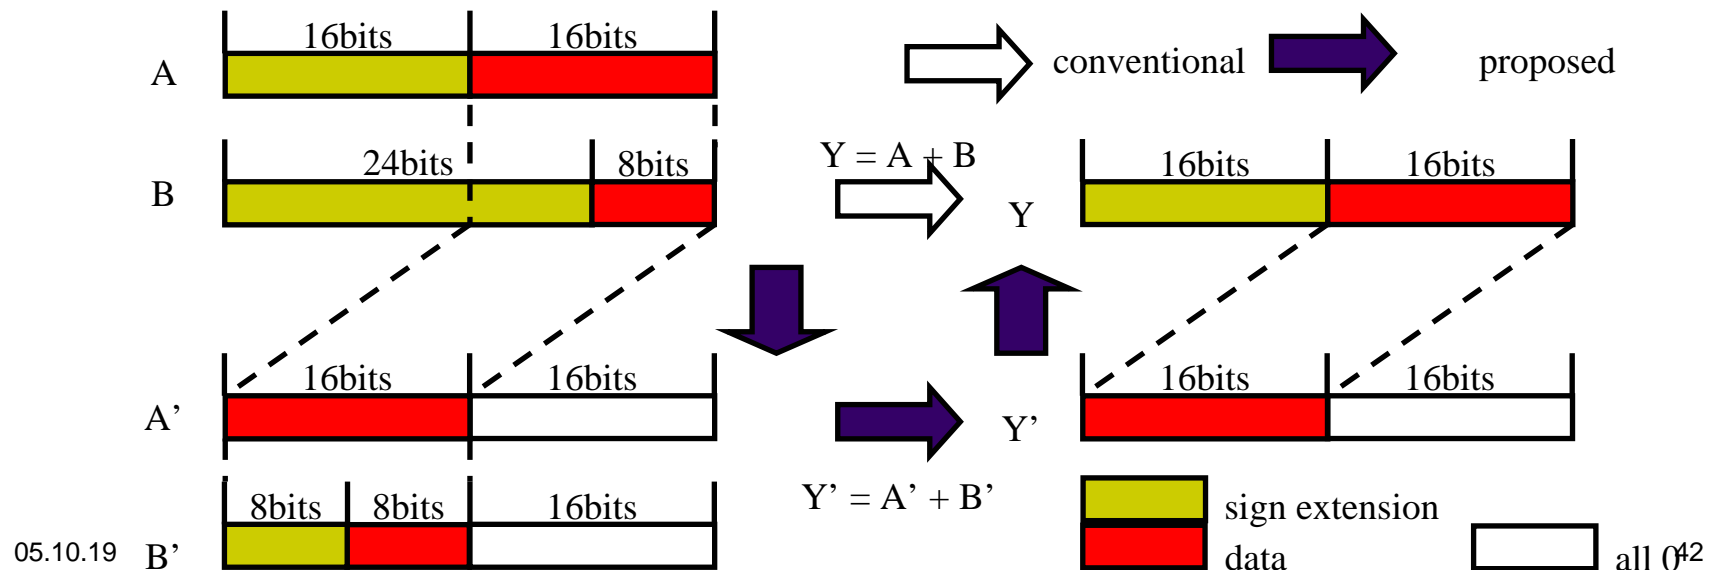 16bits 16bits
A
conventional
proposed
24bits 8bits
B
Y = A + B
16bits 16bits
Y
16bits 16bits
A’
Y’
16bits 16bits
Y’ = A’ + B’
8bits 8bits 16bits
B’
sign extension
data
all 0
05.10.19
42